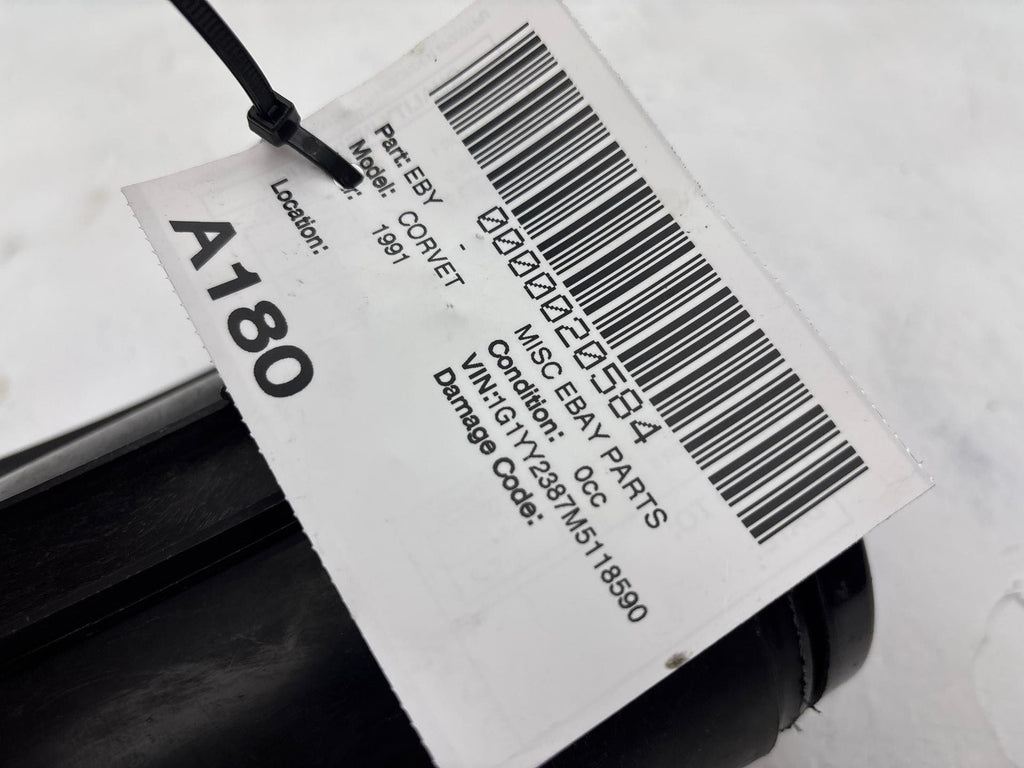 0000020584
Part: EBY - MISC EBAY PARTS
Model: CORVET Condition: 0cc
1991 VIN:1G1YY2387M5118590
Damage Code:
Location:
A180